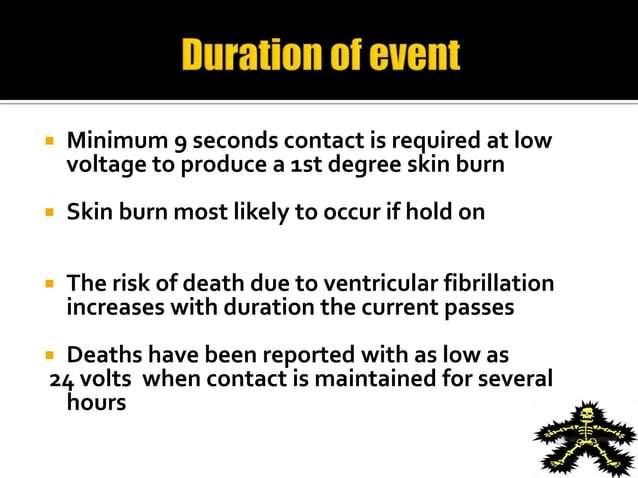 Duration of event
Minimum 9 seconds contact is required at low
voltage to produce a 1st degree skin burn
Skin burn most likely to occur if hold on
The risk of death due to ventricular fibrillation
increases with duration the current passes
Deaths have been reported with as low as
24 volts when contact is maintained for several
hours